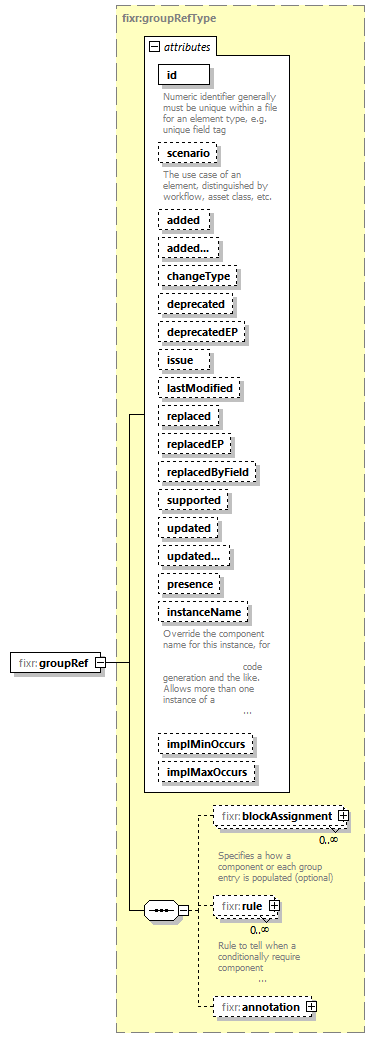 fixr:groupRefType
attributes
id
Numeric identifier generally
must be unique within a file
for an element type, e.g.
unique field tag
scenario
The use case of an
element, distinguished by
workflow, asset class, etc.
added
added...
changeType
deprecated
deprecatedEP
issue
lastModified
replaced
replacedEP
replacedByField
supported
updated
updated...
presence
instanceName
Override the component
name for this instance, for
code
generation and the like.
Allows more than one
instance of a
...
implMinOccurs
implMaxOccurs
fixr:groupRef
fixr:blockAssignment
0..∞
Specifies a how a
component or each group
entry is populated (optional)
fixr:rule
0..∞
Rule to tell when a
conditionally require
component
...
fixr:annotation